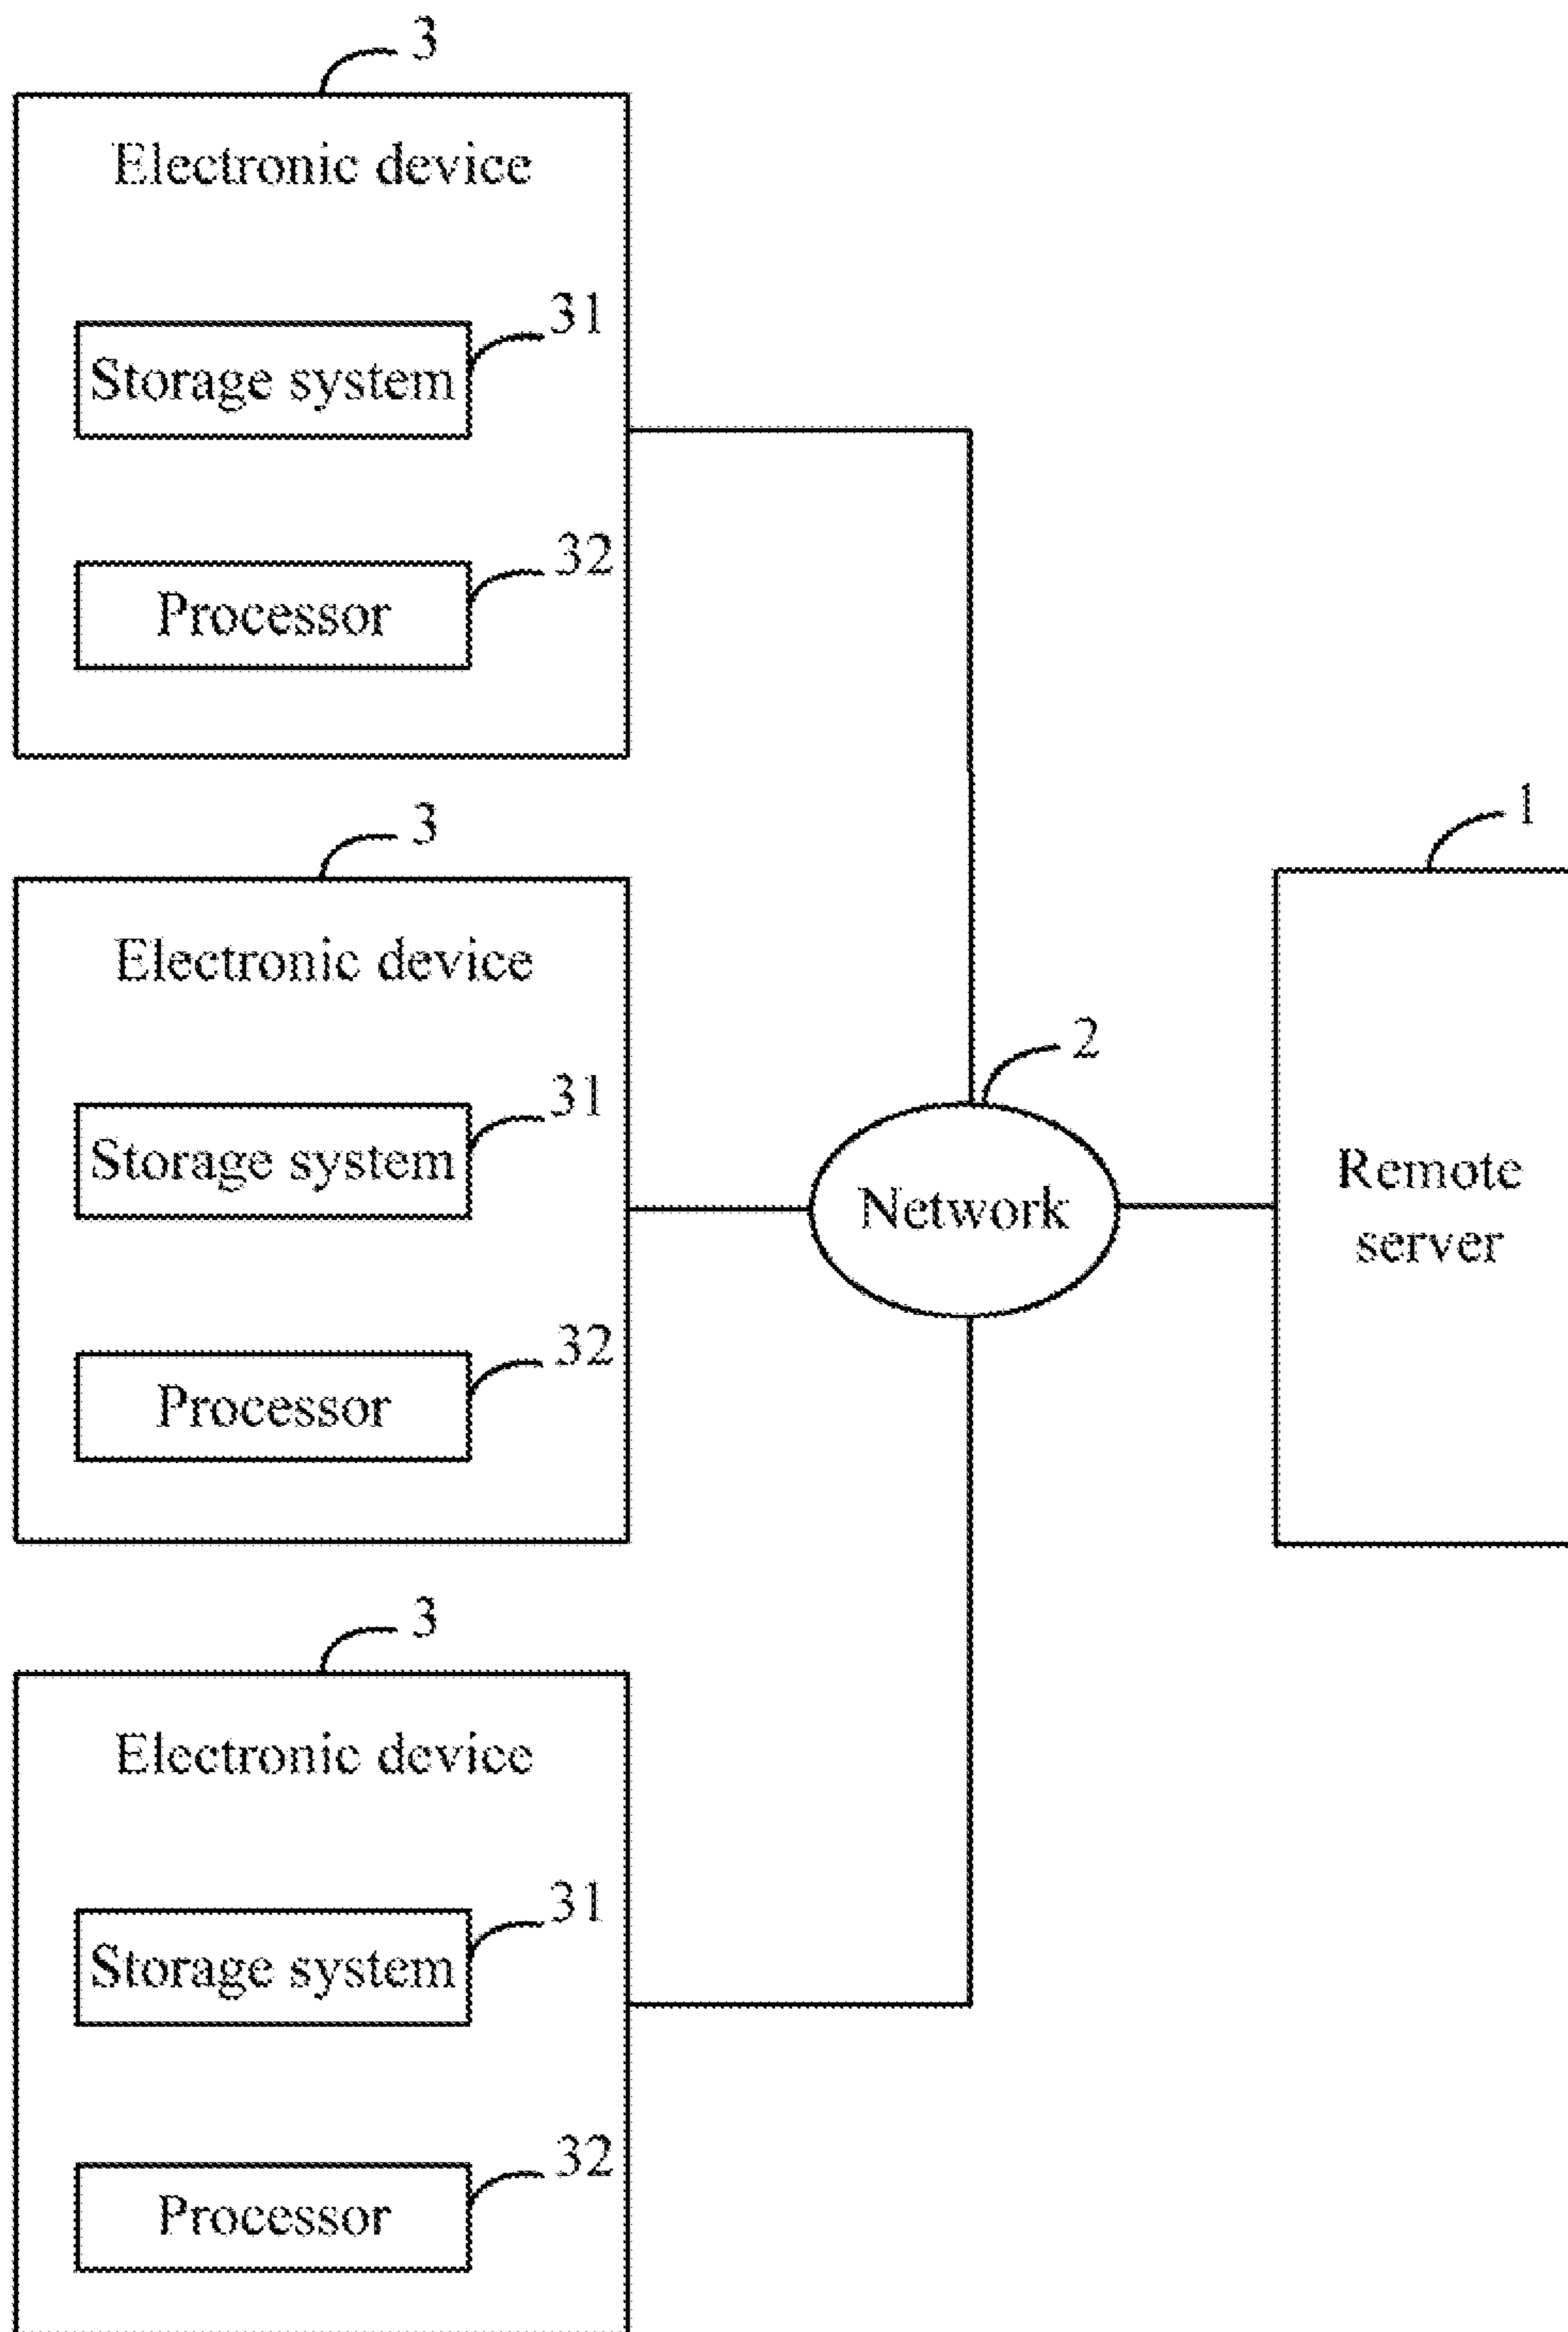 3
Electronic device
31
Storage system
32
Processor
3
Electronic device
31
Storage system
32
Processor
3
Electronic device
31
Storage system
32
Processor
2
Network
1
Remote
server